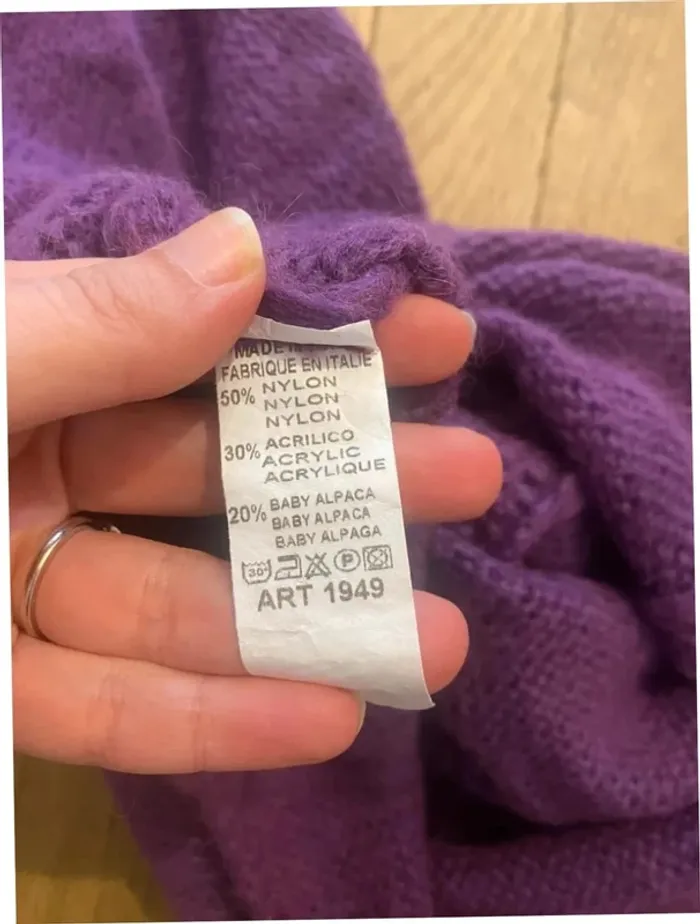 MADE IN
FABRIQUE EN ITALIE
50% NYLON
NYLON
NYLON
30% ACRILICO
ACRYLIC
ACRYLIQUE
20% BABY ALPACA
BABY ALPACA
BABY ALPAGA
30° P
ART 1949